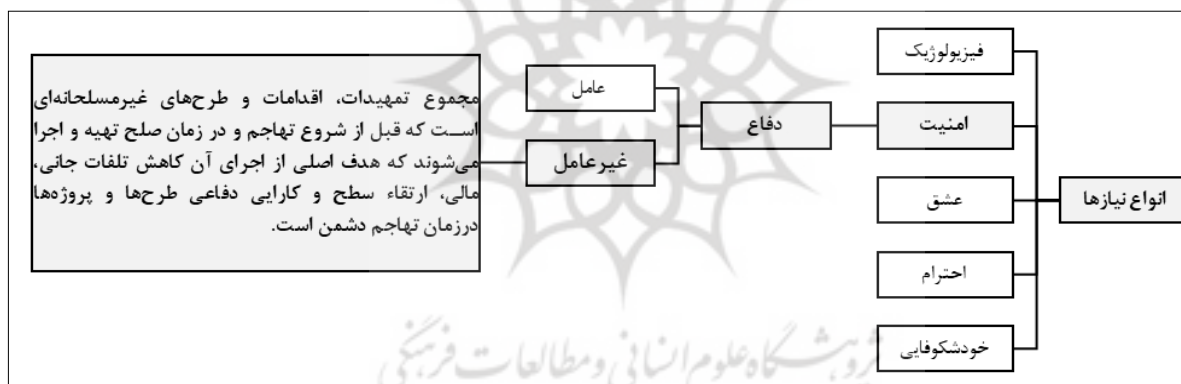 انواع نیازها
فیزیولوژیک
امنیت
عشق
احترام
خودشکوفایی
دفاع
عامل
غیرعامل
مجموع تمهیدات، اقدامات و طرح‌های غیرمسلحانه‌ای
است که قبل از شروع تهاجم و در زمان صلح تهیه و اجرا
می‌شوند که هدف اصلی از اجرای آن کاهش تلفات جانی،
مالی، ارتقاء سطح و کارایی دفاعی طرح‌ها و پروژه‌ها
درزمان تهاجم دشمن است.
پژوهشگاه علوم انسانی و مطالعات فرهنگی